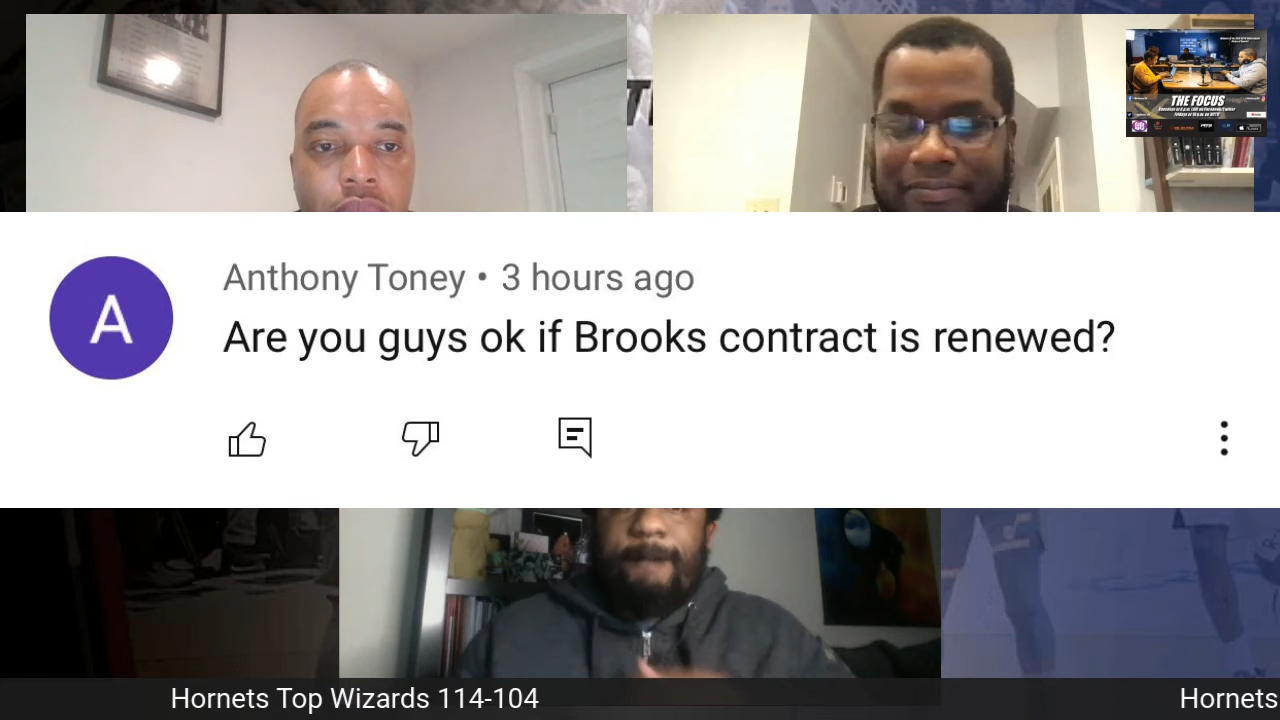 THE FOCUS
Anthony Toney • 3 hours ago
A
Are you guys ok if Brooks contract is renewed?
Hornets Top Wizards 114-104
Hornets